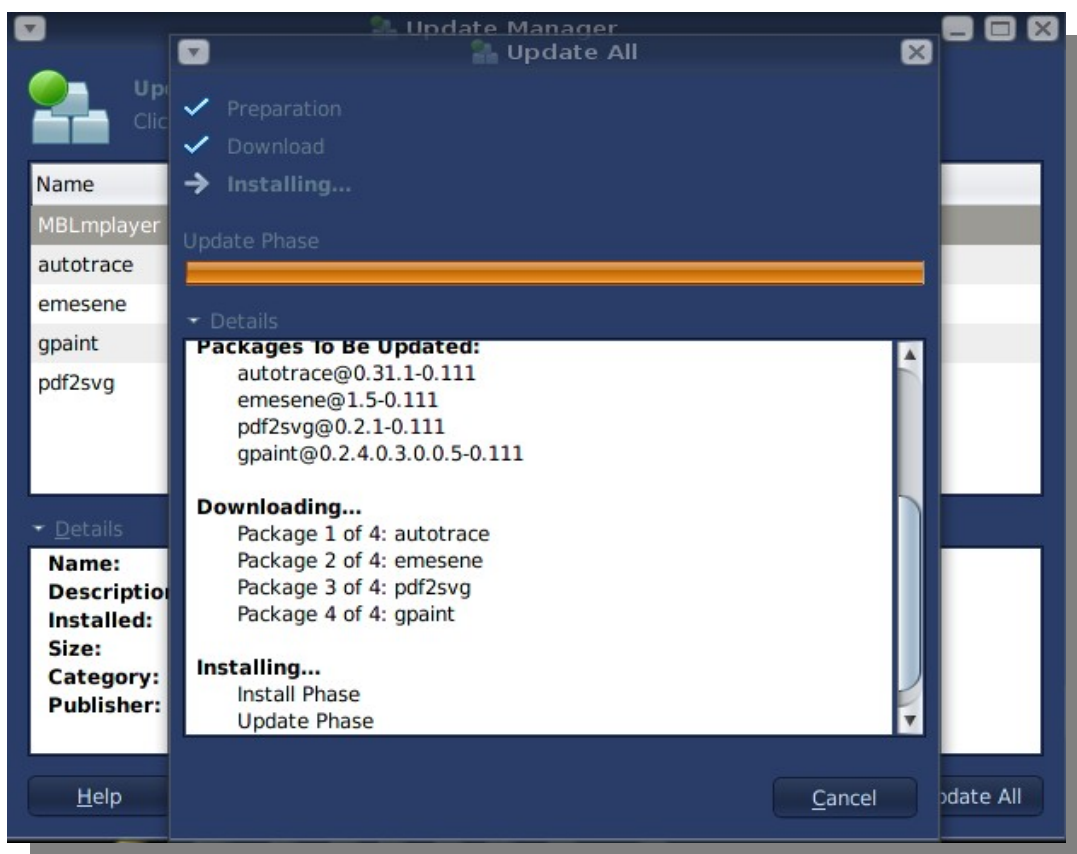 Update Manager
Update All
Preparation
Clic
Download
Name
Installing...
MBLmplayer
Update Phase
autotrace
emesene
Details
gpaint
Packages To Be Updated:
pdf2svg
autotrace@0.31.1-0.111
emesene@1.5-0.111
pdf2svg@0.2.1-0.111
gpaint@0.2.4.0.3.0.0.5-0.111
Downloading...
Details
Package 1 of 4: autotrace
Package 2 of 4: emesene
Package 3 of 4: pdf2svg
Package 4 of 4: gpaint
Name:
Description
Installed:
Size:
Category:
Publisher:
Installing...
Install Phase
Update Phase
Help
Cancel
pdate All